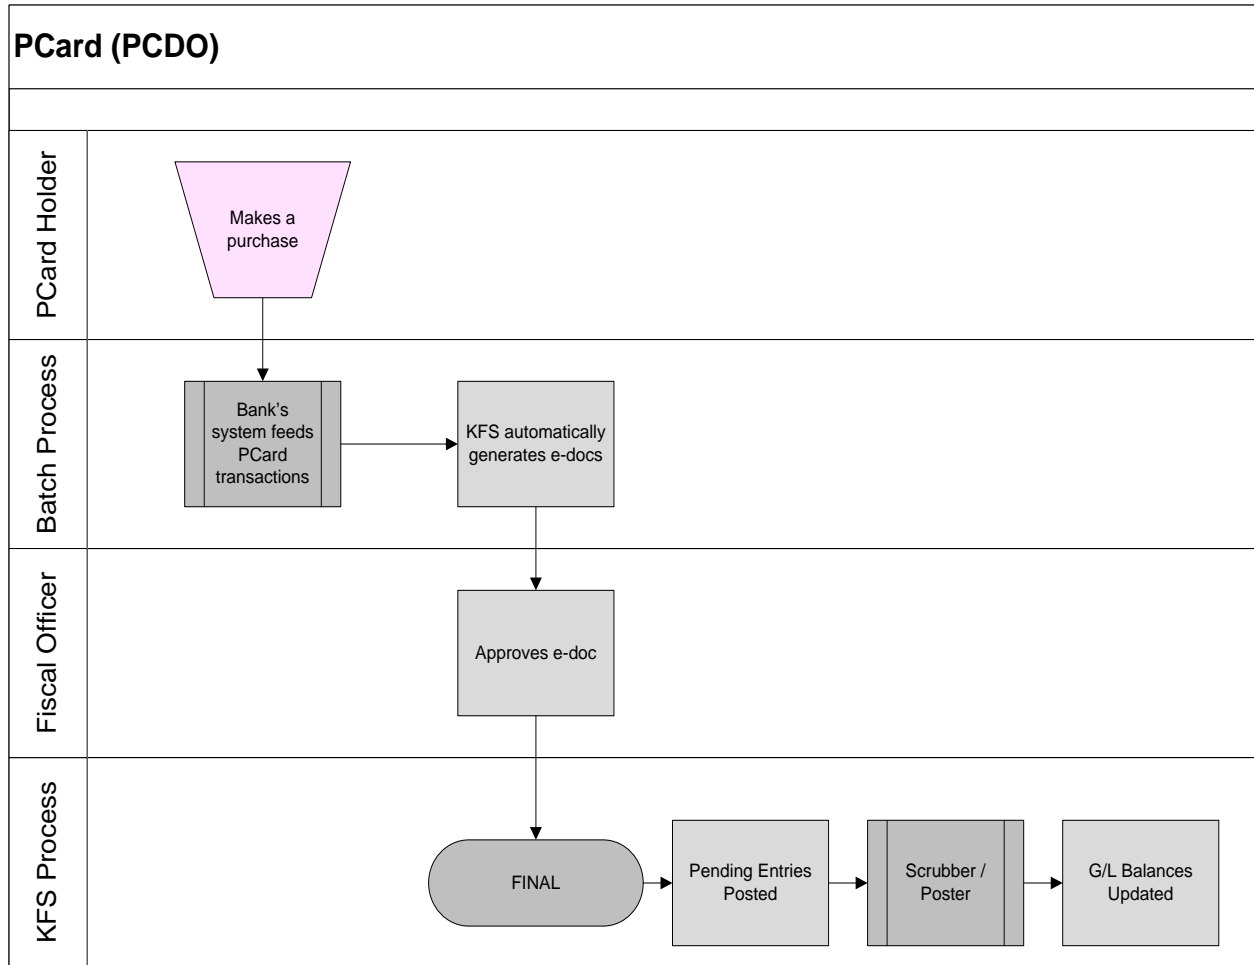 PCard (PCDO)
PCard Holder
Makes a
purchase
Batch Process
Bank's
system feeds
PCard
transactions
KFS automatically
generates e-docs
Fiscal Officer
Approves e-doc
KFS Process
FINAL
Pending Entries
Posted
Scrubber /
Poster
G/L Balances
Updated